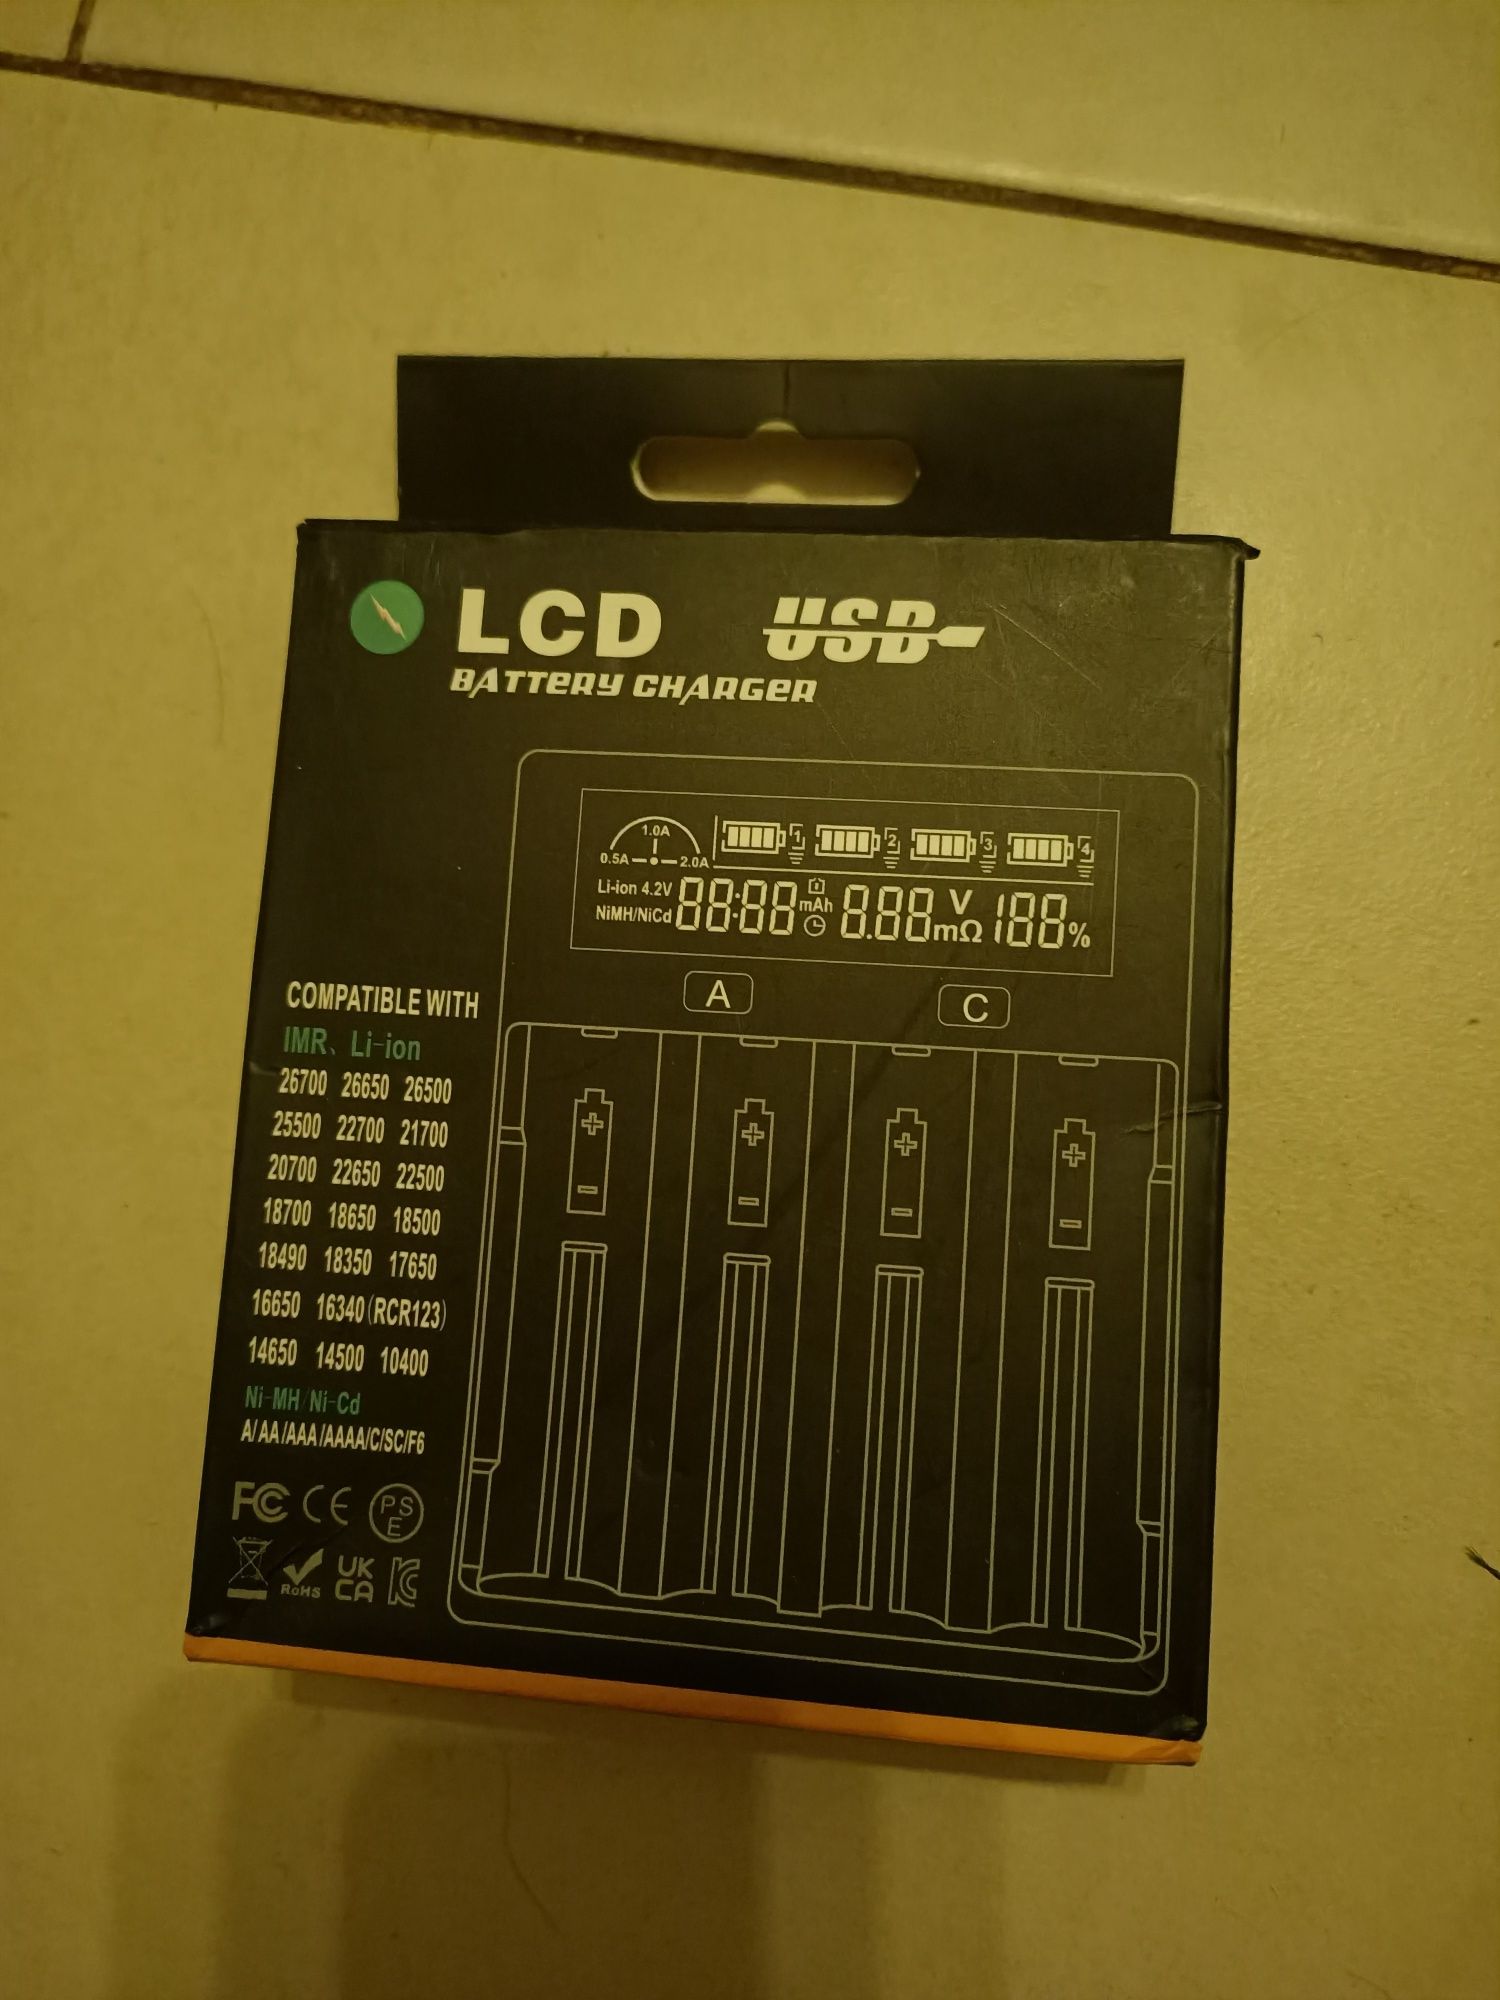 LCD USB
BATTERY CHARGER
1.0A
0.5A 2.0A
1 2 3 4
Li-ion 4.2V
NiMH/NiCd
88:88 mAh 8.88 V mΩ 188 %
A C
COMPATIBLE WITH
IMR、Li-ion
26700 26650 26500
25500 22700 21700
20700 22650 22500
18700 18650 18500
18490 18350 17650
16650 16340(RCR123)
14650 14500 10400
Ni-MH/Ni-Cd
A/AA/AAA/AAAA/C/SC/F6
FC CE PSE
RoHS UKCA KC